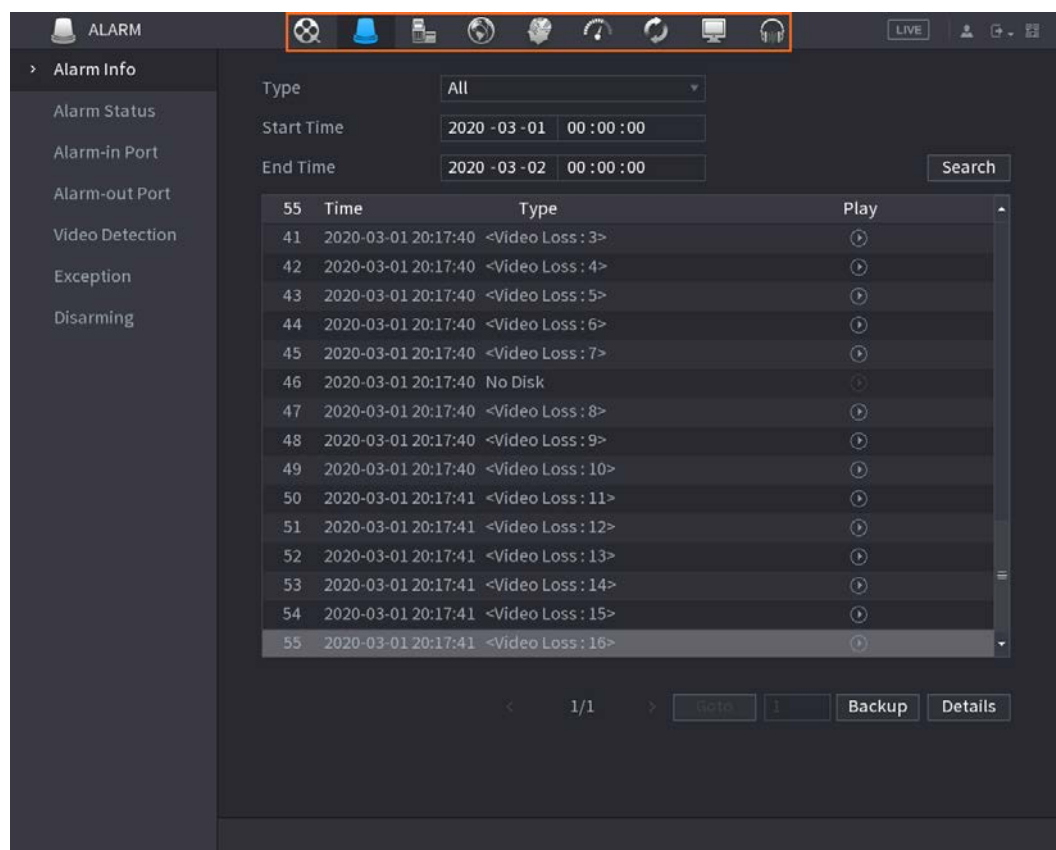 ALARM LIVE
> Alarm Info
Alarm Status
Alarm-in Port
Alarm-out Port
Video Detection
Exception
Disarming
Type All
Start Time 2020 -03 -01 00:00:00
End Time 2020 -03 -02 00:00:00
Search
55 Time Type Play
41 2020-03-01 20:17:40 <Video Loss : 3>
42 2020-03-01 20:17:40 <Video Loss : 4>
43 2020-03-01 20:17:40 <Video Loss : 5>
44 2020-03-01 20:17:40 <Video Loss : 6>
45 2020-03-01 20:17:40 <Video Loss : 7>
46 2020-03-01 20:17:40 No Disk
47 2020-03-01 20:17:40 <Video Loss : 8>
48 2020-03-01 20:17:40 <Video Loss : 9>
49 2020-03-01 20:17:40 <Video Loss : 10>
50 2020-03-01 20:17:41 <Video Loss : 11>
51 2020-03-01 20:17:41 <Video Loss : 12>
52 2020-03-01 20:17:41 <Video Loss : 13>
53 2020-03-01 20:17:41 <Video Loss : 14>
54 2020-03-01 20:17:41 <Video Loss : 15>
55 2020-03-01 20:17:41 <Video Loss : 16>
< 1/1 > Goto 1 Backup Details